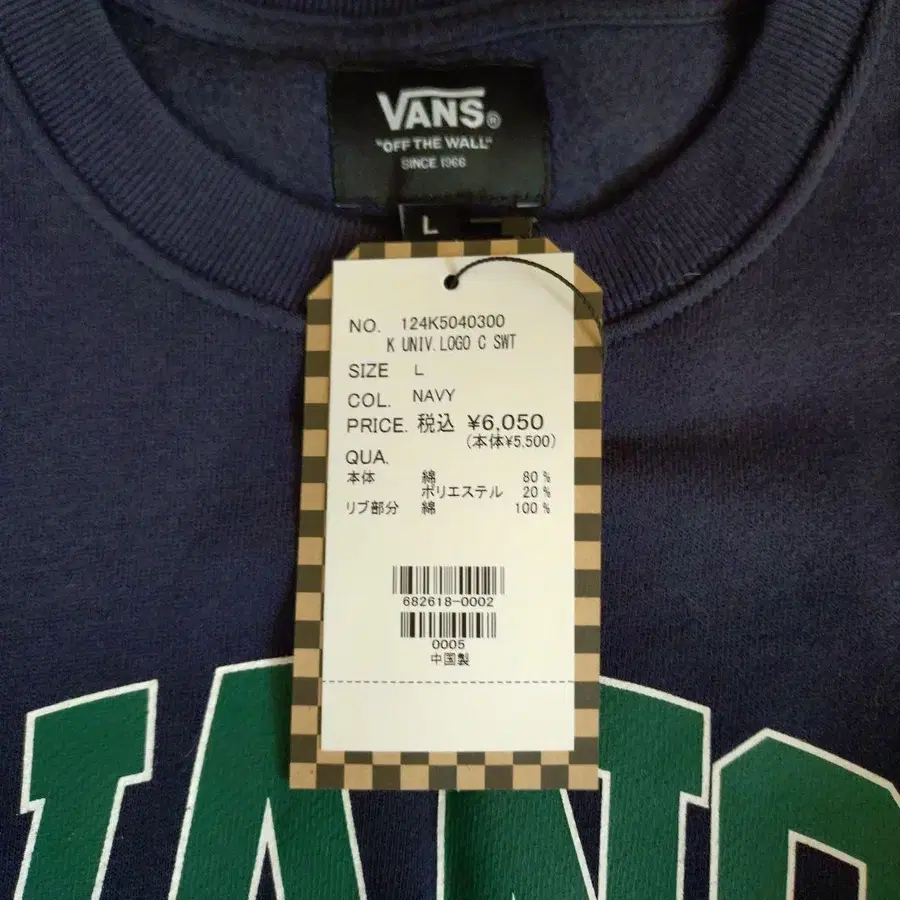 VANS®
"OFF THE WALL"
SINCE 1966
L
NO. 124K5040300
K UNIV.LOGO C SWT
SIZE L
COL. NAVY
PRICE. 税込 ¥6,050
(本体¥5,500)
QUA.
本体 綿 80 %
ポリエステル 20 %
リブ部分 綿 100 %
682618-0002
0005
中国製
VANS